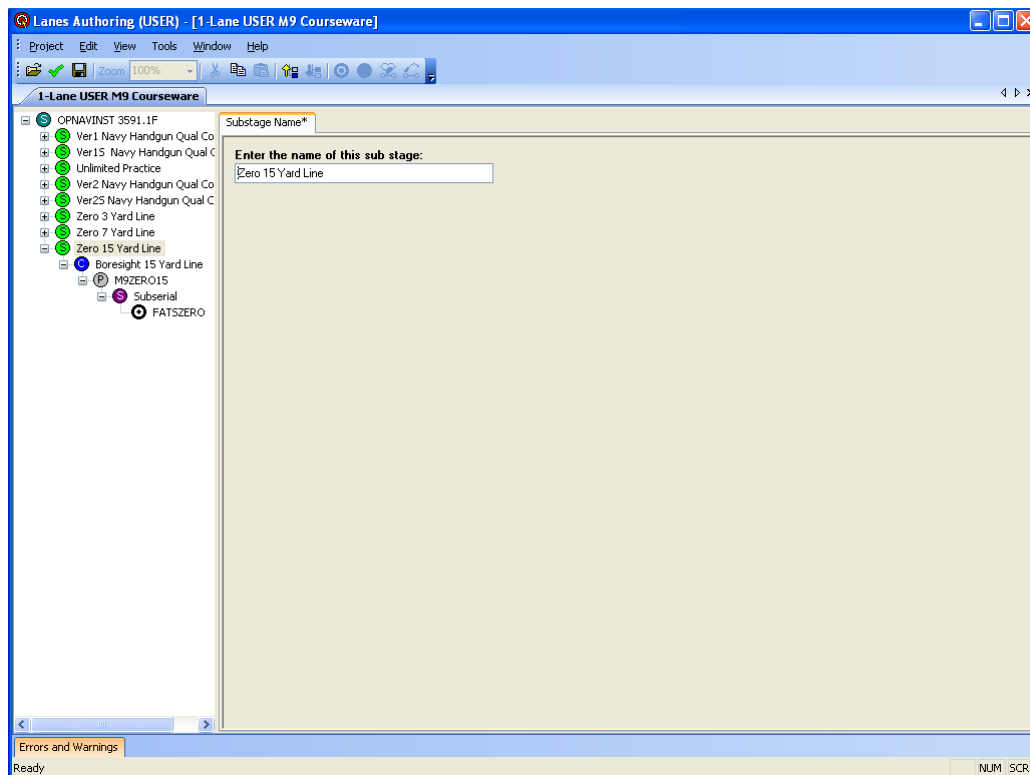 Lanes Authoring (USER) - [1-Lane USER M9 Courseware]
Project Edit View Tools Window Help
Zoom 100%
1-Lane USER M9 Courseware
OPNAVINST 3591.1F
Ver1 Navy Handgun Qual Co
Ver1S Navy Handgun Qual C
Unlimited Practice
Ver2 Navy Handgun Qual Co
Ver2S Navy Handgun Qual C
Zero 3 Yard Line
Zero 7 Yard Line
Zero 15 Yard Line
C Boresight 15 Yard Line
P M9ZERO15
S Subserial
FATSZERO
Substage Name*
Enter the name of this sub stage:
Zero 15 Yard Line
Errors and Warnings
Ready NUM SCR